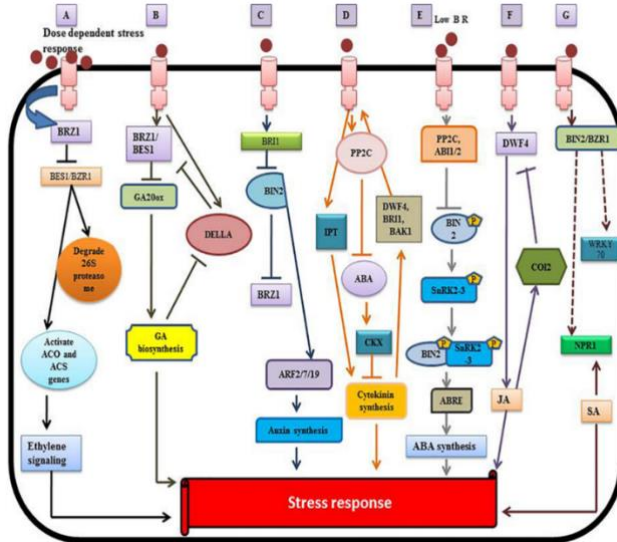 A
B
C
D
E
F
G
Dose dependent stress
response
Low BR
BRZ1
BES1/BZR1
Degrade
26S
proteaso
me
Activate
ACO and
ACS
genes
Ethylene
signaling
BRZ1/
BES1
GA20ox
DELLA
GA
biosynthesis
BRI1
BIN2
BRZ1
ARF2/7/19
Auxin synthesis
PP2C
IPT
ABA
DWF4,
BRI1,
BAK1
CKX
Cytokinin
synthesis
PP2C,
ABI1/2
BIN
2
P
SnRK2-3
P
BIN2
P
SnRK2
-3
P
ABRE
ABA synthesis
DWF4
COI2
JA
BIN2/BZR1
WRKY
70
NPR1
SA
Stress response